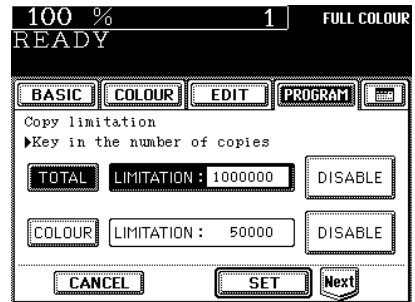 100 % 1 FULL COLOUR
READY
BASIC COLOUR EDIT PROGRAM
Copy limitation
▶Key in the number of copies
TOTAL LIMITATION : 1000000 DISABLE
COLOUR LIMITATION : 50000 DISABLE
CANCEL SET Next